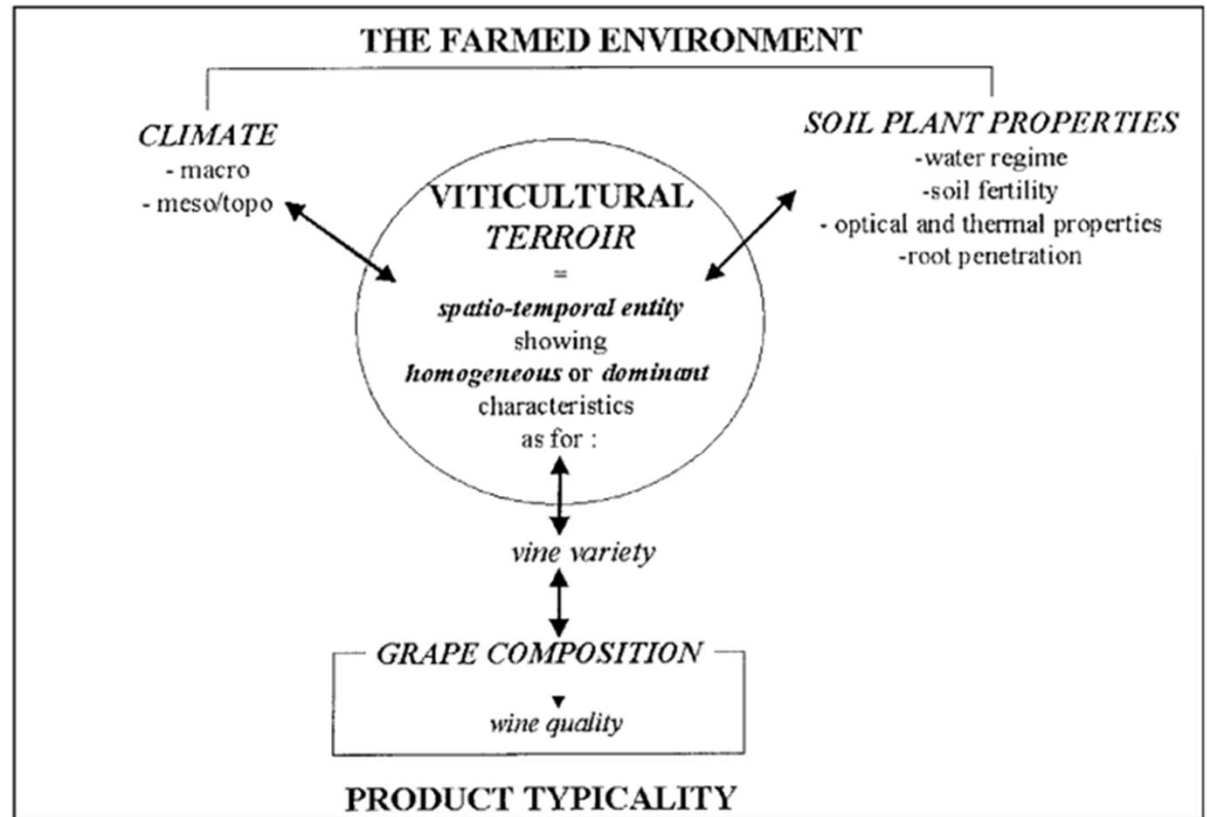 THE FARMED ENVIRONMENT
CLIMATE
- macro
- meso/topo
SOIL PLANT PROPERTIES
-water regime
-soil fertility
- optical and thermal properties
-root penetration
VITICULTURAL
TERROIR
=
spatio-temporal entity
showing
homogeneous or dominant
characteristics
as for :
vine variety
GRAPE COMPOSITION
wine quality
PRODUCT TYPICALITY